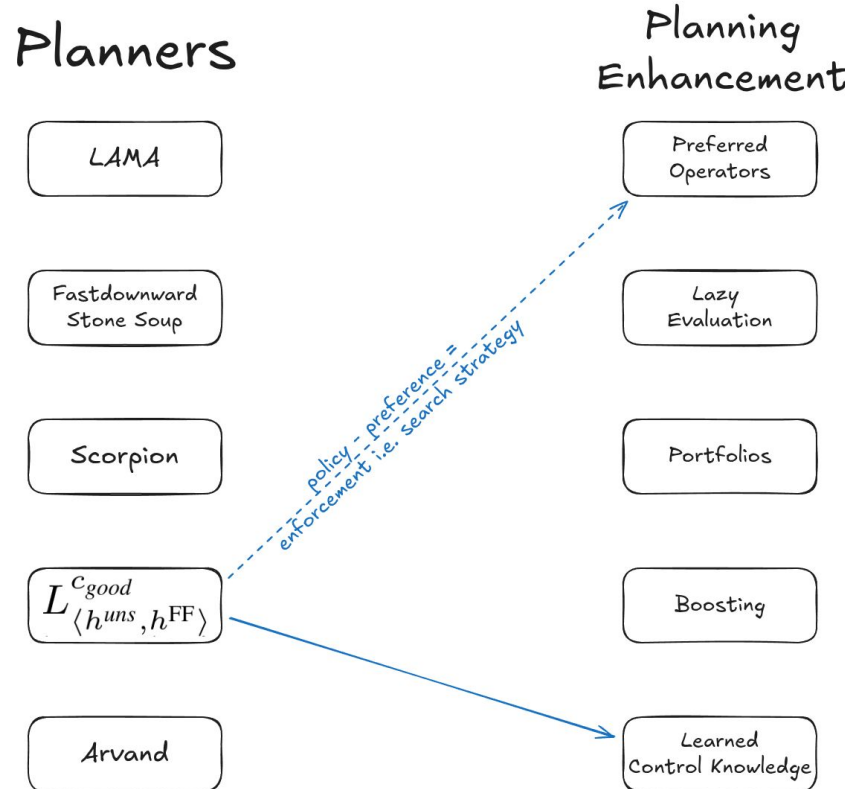 Planners
Planning
Enhancement
LAMA
Preferred
Operators
Fastdownward
Stone Soup
Lazy
Evaluation
policy - preference =
enforcement i.e. search strategy
Scorpion
Portfolios
L^{c_{good}}_{⟨h^{uns}, h^{FF}⟩}
Boosting
Arvand
Learned
Control Knowledge